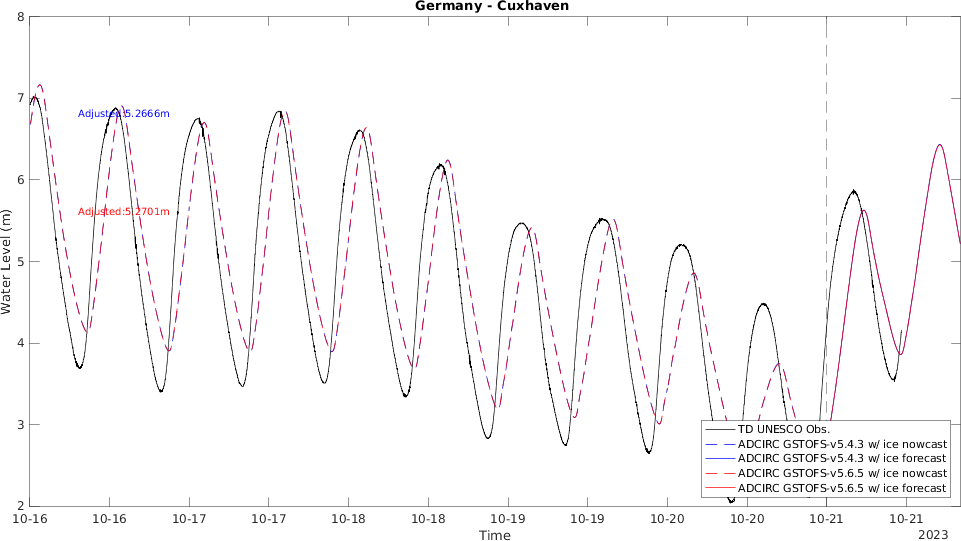 Germany - Cuxhaven
8
7
6
5
4
3
2
Water Level (m)
Adjusted:5.2666m
Adjusted:5.2701m
TD UNESCO Obs.
ADCIRC GSTOFS-v5.4.3 w/ ice nowcast
ADCIRC GSTOFS-v5.4.3 w/ ice forecast
ADCIRC GSTOFS-v5.6.5 w/ ice nowcast
ADCIRC GSTOFS-v5.6.5 w/ ice forecast
10-16 10-16 10-17 10-17 10-18 10-18 10-19 10-19 10-20 10-20 10-21 10-21
Time
2023